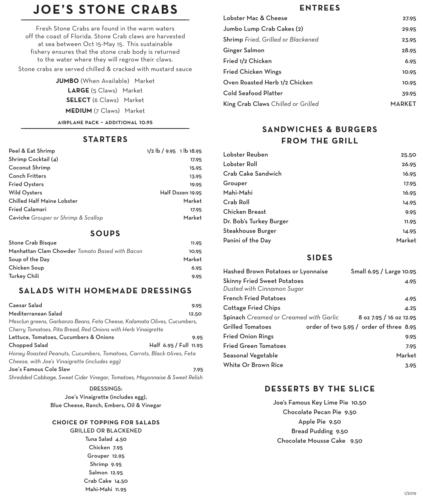 JOE'S STONE CRABS
Fresh Stone Crabs are found in the warm waters
off the coast of Florida. Stone Crab claws are harvested
at sea between Oct 15-May 15. This sustainable
fishery ensures that the stone crab body is returned
to the water where they will regrow their claws.
Stone crabs are served chilled & cracked with mustard sauce
JUMBO (When Available) Market
LARGE (5 Claws) Market
SELECT (6 Claws) Market
MEDIUM (7 Claws) Market
AIRPLANE PACK – ADDITIONAL 10.95
STARTERS
Peel & Eat Shrimp 1/2 lb / 9.95 1 lb 18.95
Shrimp Cocktail (4) 17.95
Coconut Shrimp 15.95
Conch Fritters 13.95
Fried Oysters 19.95
Wild Oysters Half Dozen 19.95
Chilled Half Maine Lobster Market
Fried Calamari 17.95
Ceviche Grouper or Shrimp & Scallop Market
SOUPS
Stone Crab Bisque 11.95
Manhattan Clam Chowder Tomato Based with Bacon 10.95
Soup of the Day Market
Chicken Soup 6.95
Turkey Chili 9.95
SALADS WITH HOMEMADE DRESSINGS
Caesar Salad 9.95
Mediterranean Salad 12.50
Mesclun greens, Garbanzo Beans, Feta Cheese, Kalamata Olives, Cucumbers,
Cherry Tomatoes, Pita Bread, Red Onions with Herb Vinaigrette
Lettuce, Tomatoes, Cucumbers & Onions 9.95
Chopped Salad Half 6.95 / Full 11.95
Honey Roasted Peanuts, Cucumbers, Tomatoes, Carrots, Black Olives, Feta
Cheese, with Joe's Vinaigrette (includes egg)
Joe's Famous Cole Slaw 7.95
Shredded Cabbage, Sweet Cider Vinegar, Tomatoes, Mayonnaise & Sweet Relish
DRESSINGS:
Joe's Vinaigrette (includes egg),
Blue Cheese, Ranch, Embers, Oil & Vinegar
CHOICE OF TOPPING FOR SALADS
GRILLED OR BLACKENED
Tuna Salad 4.50
Chicken 7.95
Grouper 12.95
Shrimp 9.95
Salmon 12.95
Crab Cake 14.50
Mahi-Mahi 11.95
ENTREES
Lobster Mac & Cheese 27.95
Jumbo Lump Crab Cakes (2) 29.95
Shrimp Fried, Grilled or Blackened 23.95
Ginger Salmon 28.95
Fried 1/2 Chicken 6.95
Fried Chicken Wings 10.95
Oven Roasted Herb 1/2 Chicken 10.95
Cold Seafood Platter 39.95
King Crab Claws Chilled or Grilled MARKET
SANDWICHES & BURGERS
FROM THE GRILL
Lobster Reuben 25.50
Lobster Roll 26.95
Crab Cake Sandwich 16.95
Grouper 17.95
Mahi-Mahi 16.95
Crab Roll 14.95
Chicken Breast 9.95
Dr. Bob's Turkey Burger 11.95
Steakhouse Burger 14.95
Panini of the Day Market
SIDES
Hashed Brown Potatoes or Lyonnaise Small 6.95 / Large 10.95
Skinny Fried Sweet Potatoes 4.95
Dusted with Cinnamon Sugar
French Fried Potatoes 4.95
Cottage Fried Chips 4.25
Spinach Creamed or Creamed with Garlic 8 oz 7.95 / 16 oz 12.95
Grilled Tomatoes order of two 5.95 / order of three 8.95
Fried Onion Rings 9.95
Fried Green Tomatoes 7.95
Seasonal Vegetable Market
White Or Brown Rice 3.95
DESSERTS BY THE SLICE
Joe's Famous Key Lime Pie 10.50
Chocolate Pecan Pie 9.50
Apple Pie 9.50
Bread Pudding 9.50
Chocolate Mousse Cake 9.50